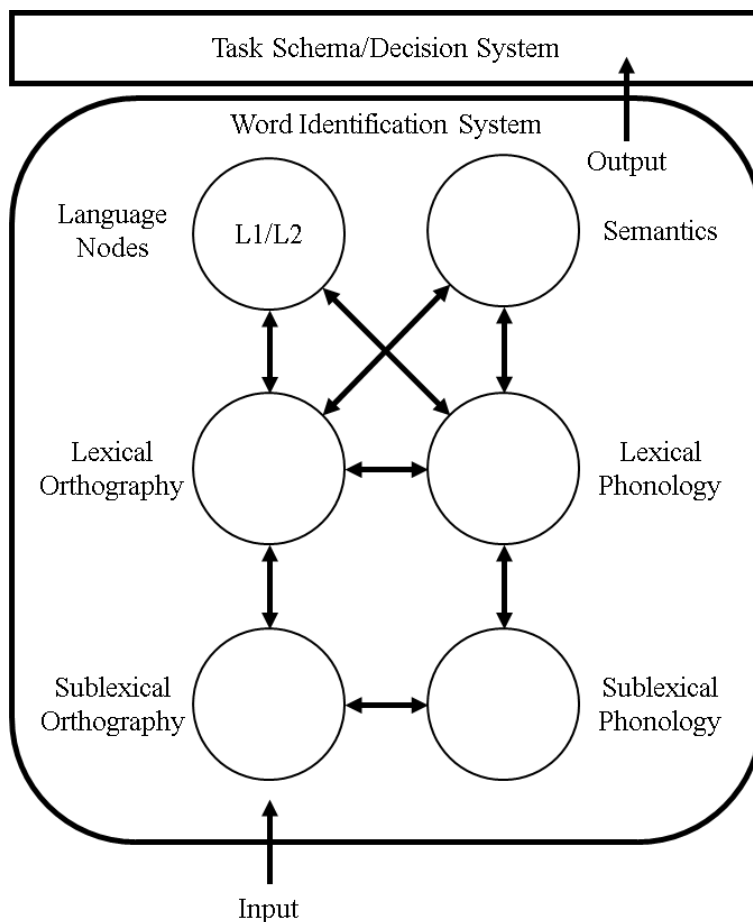 Task Schema/Decision System
Word Identification System
Output
Language
Nodes
L1/L2
Semantics
Lexical
Orthography
Lexical
Phonology
Sublexical
Orthography
Sublexical
Phonology
Input